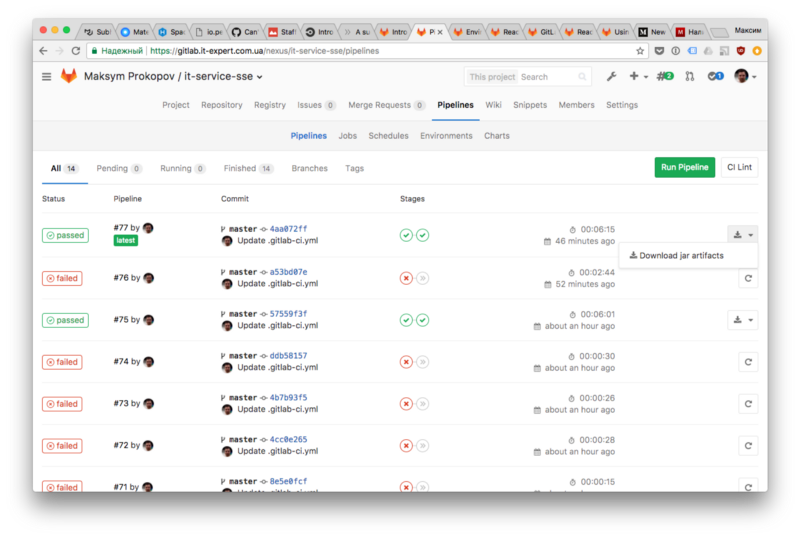 Subl
Mate
Spac
io.pe
Can'
Staff
Intro
A su
Intro
Pi
Envi
Reac
GitL
Reac
Usin
New
Han
Максим
Надежный https://gitlab.it-expert.com.ua/nexus/it-service-sse/pipelines
Maksym Prokopov / it-service-sse
This project Search
2
1
Project Repository Registry Issues 0 Merge Requests 0 Pipelines Wiki Snippets Members Settings
Pipelines Jobs Schedules Environments Charts
All 14 Pending 0 Running 0 Finished 14 Branches Tags Run Pipeline CI Lint
Status Pipeline Commit Stages
passed #77 by latest master 4aa072ff 00:06:15
Update .gitlab-ci.yml 46 minutes ago
Download jar artifacts
failed #76 by master a53bd07e 00:02:44
Update .gitlab-ci.yml 52 minutes ago
passed #75 by master 57559f3f 00:06:01
Update .gitlab-ci.yml about an hour ago
failed #74 by master ddb58157 00:00:30
Update .gitlab-ci.yml about an hour ago
failed #73 by master 4b7b93f5 00:00:26
Update .gitlab-ci.yml about an hour ago
failed #72 by master 4cc0e265 00:00:28
Update .gitlab-ci.yml about an hour ago
failed #71 by master 8e5e0fcf 00:00:15
Update .gitlab-ci.yml about an hour ago